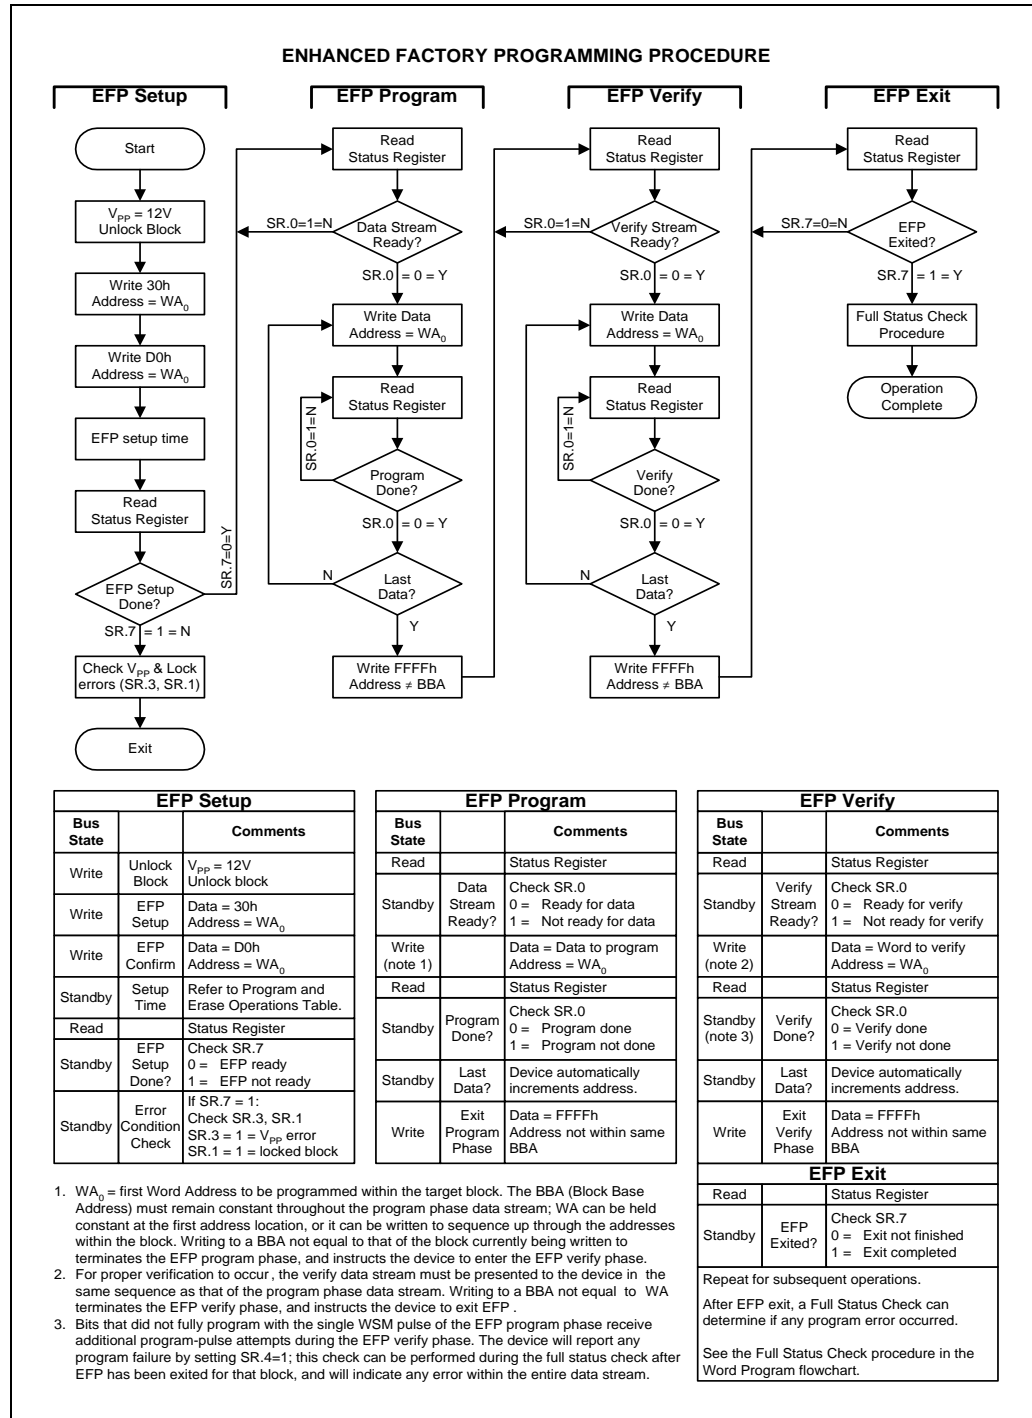 ENHANCED FACTORY PROGRAMMING PROCEDURE
EFP Setup
Start
VPP = 12V
Unlock Block
Write 30h
Address = WA0
Write D0h
Address = WA0
EFP setup time
Read
Status Register
EFP Setup
Done?
SR.7=0=Y
SR.7 = 1 = N
Check VPP & Lock
errors (SR.3, SR.1)
Exit
EFP Program
Read
Status Register
SR.0=1=N
Data Stream
Ready?
SR.0 = 0 = Y
Write Data
Address = WA0
Read
Status Register
SR.0=1=N
Program
Done?
SR.0 = 0 = Y
N
Last
Data?
Y
Write FFFFh
Address ≠ BBA
EFP Verify
Read
Status Register
SR.0=1=N
Verify Stream
Ready?
SR.0 = 0 = Y
Write Data
Address = WA0
Read
Status Register
SR.0=1=N
Verify
Done?
SR.0 = 0 = Y
N
Last
Data?
Y
Write FFFFh
Address ≠ BBA
EFP Exit
Read
Status Register
SR.7=0=N
EFP
Exited?
SR.7 = 1 = Y
Full Status Check
Procedure
Operation
Complete
EFP Setup
Bus
State
Comments
Write
Unlock
Block
VPP = 12V
Unlock block
Write
EFP
Setup
Data = 30h
Address = WA0
Write
EFP
Confirm
Data = D0h
Address = WA0
Standby
Setup
Time
Refer to Program and
Erase Operations Table.
Read
Status Register
Standby
EFP
Setup
Done?
Check SR.7
0 = EFP ready
1 = EFP not ready
Standby
Error
Condition
Check
If SR.7 = 1:
Check SR.3, SR.1
SR.3 = 1 = VPP error
SR.1 = 1 = locked block
EFP Program
Bus
State
Comments
Read
Status Register
Standby
Data
Stream
Ready?
Check SR.0
0 = Ready for data
1 = Not ready for data
Write
(note 1)
Data = Data to program
Address = WA0
Read
Status Register
Standby
Program
Done?
Check SR.0
0 = Program done
1 = Program not done
Standby
Last
Data?
Device automatically
increments address.
Write
Exit
Program
Phase
Data = FFFFh
Address not within same
BBA
EFP Verify
Bus
State
Comments
Read
Status Register
Standby
Verify
Stream
Ready?
Check SR.0
0 = Ready for verify
1 = Not ready for verify
Write
(note 2)
Data = Word to verify
Address = WA0
Read
Status Register
Standby
(note 3)
Verify
Done?
Check SR.0
0 = Verify done
1 = Verify not done
Standby
Last
Data?
Device automatically
increments address.
Write
Exit
Verify
Phase
Data = FFFFh
Address not within same
BBA
EFP Exit
Read
Status Register
Standby
EFP
Exited?
Check SR.7
0 = Exit not finished
1 = Exit completed
Repeat for subsequent operations.
After EFP exit, a Full Status Check can
determine if any program error occurred.
See the Full Status Check procedure in the
Word Program flowchart.
1. WA0 = first Word Address to be programmed within the target block. The BBA (Block Base
Address) must remain constant throughout the program phase data stream; WA can be held
constant at the first address location, or it can be written to sequence up through the addresses
within the block. Writing to a BBA not equal to that of the block currently being written to
terminates the EFP program phase, and instructs the device to enter the EFP verify phase.
2. For proper verification to occur, the verify data stream must be presented to the device in the
same sequence as that of the program phase data stream. Writing to a BBA not equal to WA
terminates the EFP verify phase, and instructs the device to exit EFP .
3. Bits that did not fully program with the single WSM pulse of the EFP program phase receive
additional program-pulse attempts during the EFP verify phase. The device will report any
program failure by setting SR.4=1; this check can be performed during the full status check after
EFP has been exited for that block, and will indicate any error within the entire data stream.